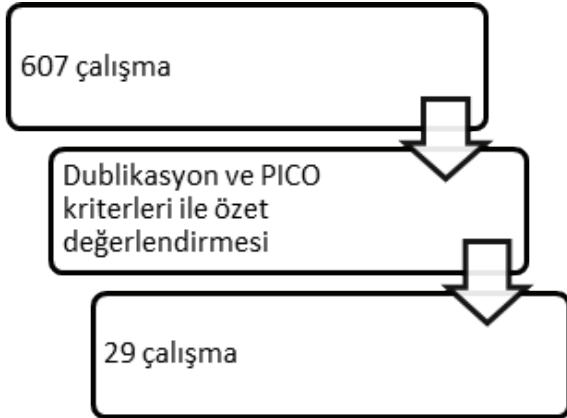 607 çalışma
Dublikasyon ve PICO
kriterleri ile özet
değerlendirmesi
29 çalışma